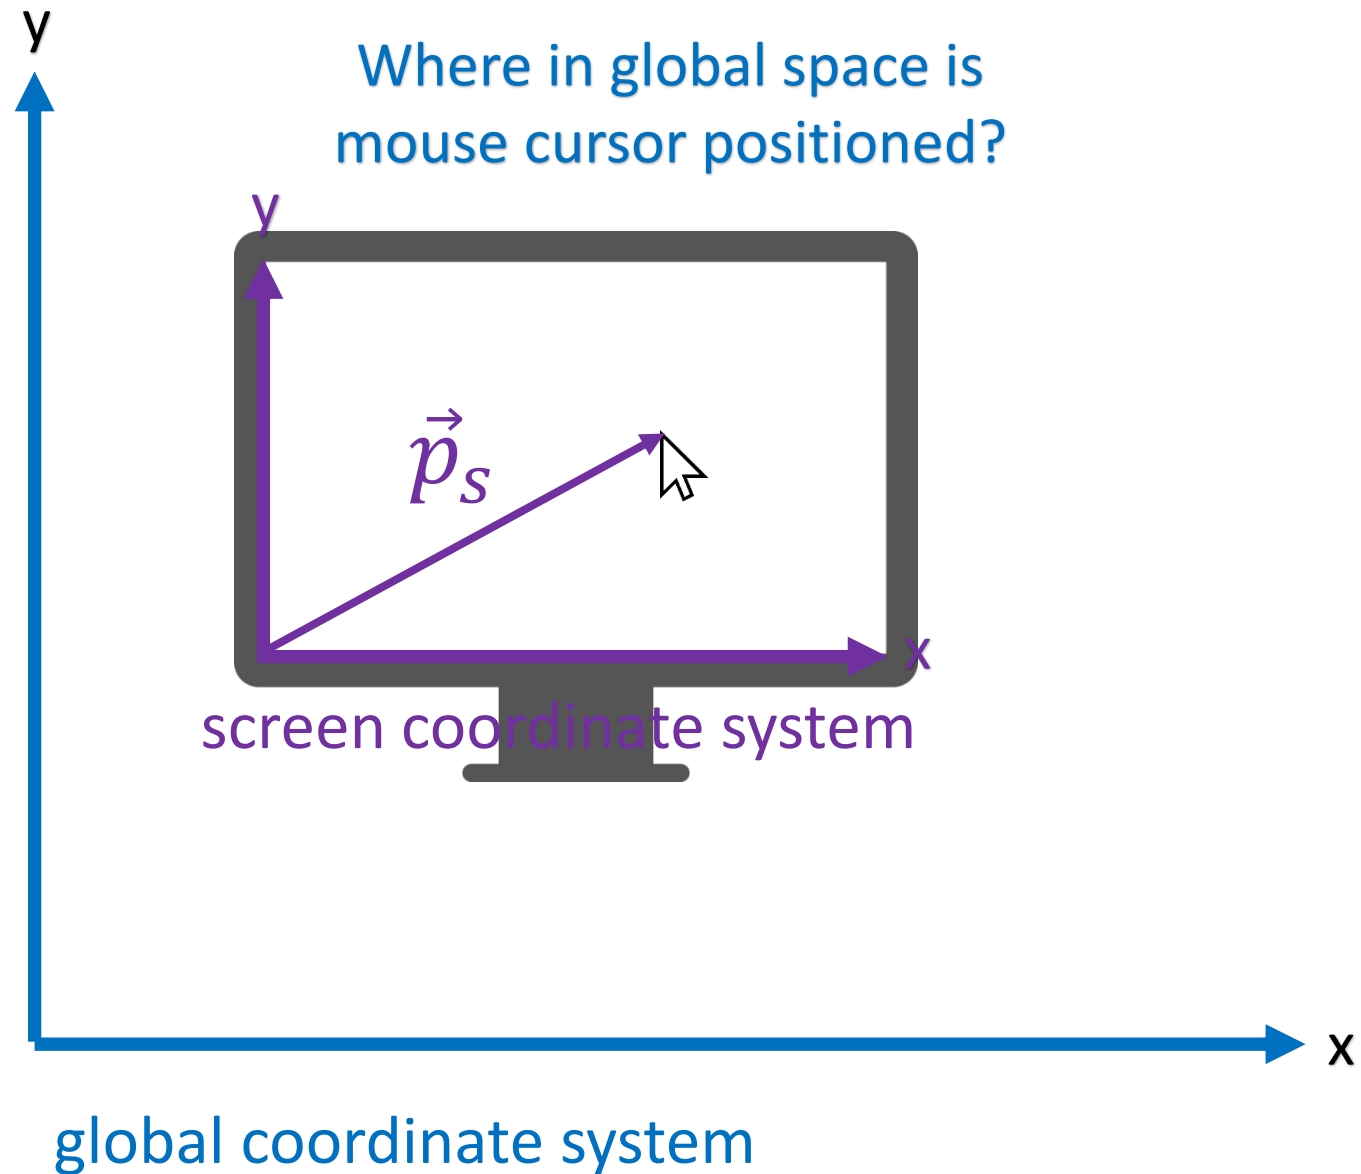 y
Where in global space is
mouse cursor positioned?
y
p⃗ₛ
x
screen coordinate system
x
global coordinate system